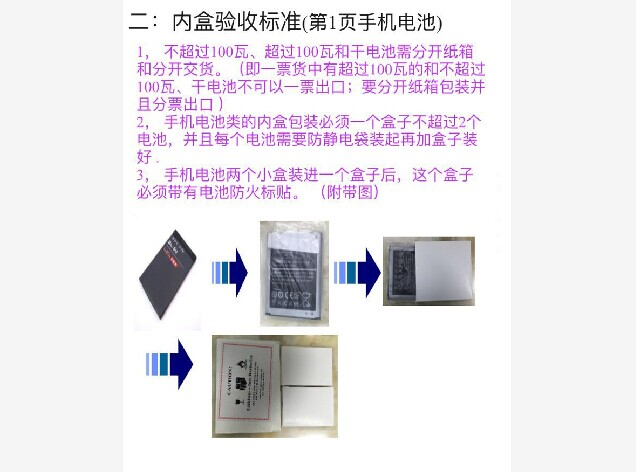 二：内盒验收标准(第1页手机电池)
1， 不超过100瓦、超过100瓦和干电池需分开纸箱
和分开交货。（即一票货中有超过100瓦的和不超过
100瓦、干电池不可以一票出口；要分开纸箱包装并
且分票出口 ）
2， 手机电池类的内盒包装必须一个盒子不超过2个
电池，并且每个电池需要防静电袋装起再加盒子装
好 .
3， 手机电池两个小盒装进一个盒子后，这个盒子
必须带有电池防火标贴。 （附带图）
CAUTION!